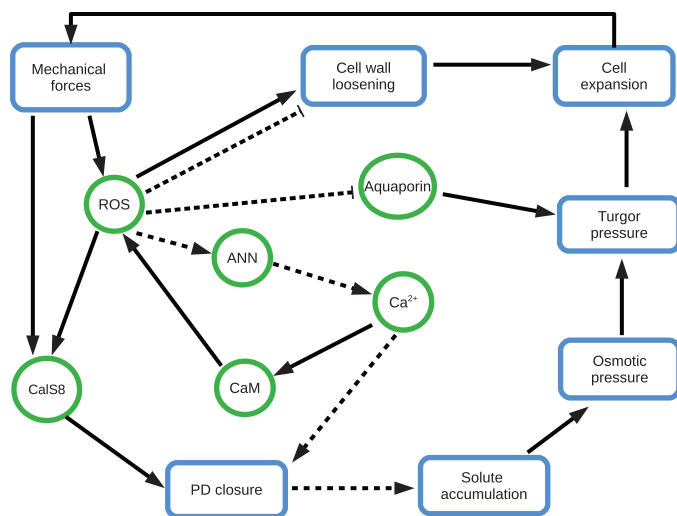 Mechanical
forces
Cell wall
loosening
Cell
expansion
ROS
Aquaporin
Turgor
pressure
ANN
Ca²⁺
CalS8
CaM
Osmotic
pressure
PD closure
Solute
accumulation